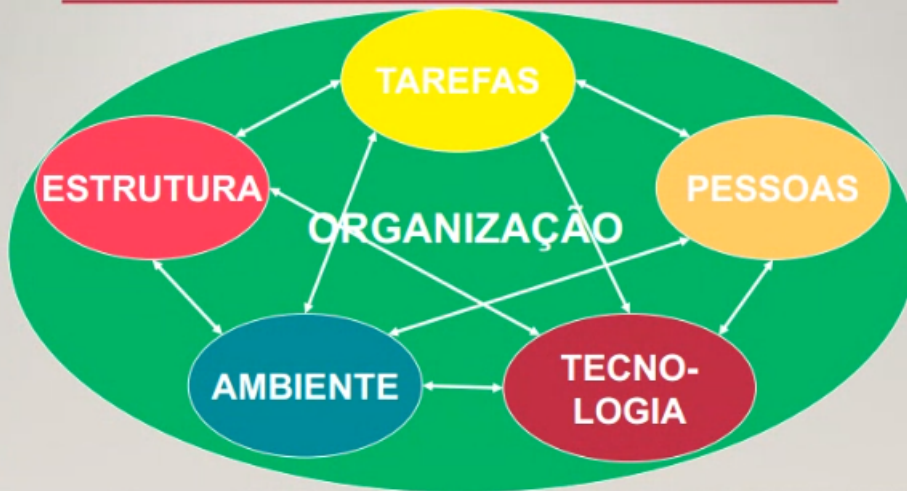 TAREFAS
ESTRUTURA
PESSOAS
ORGANIZAÇÃO
AMBIENTE
TECNO-
LOGIA